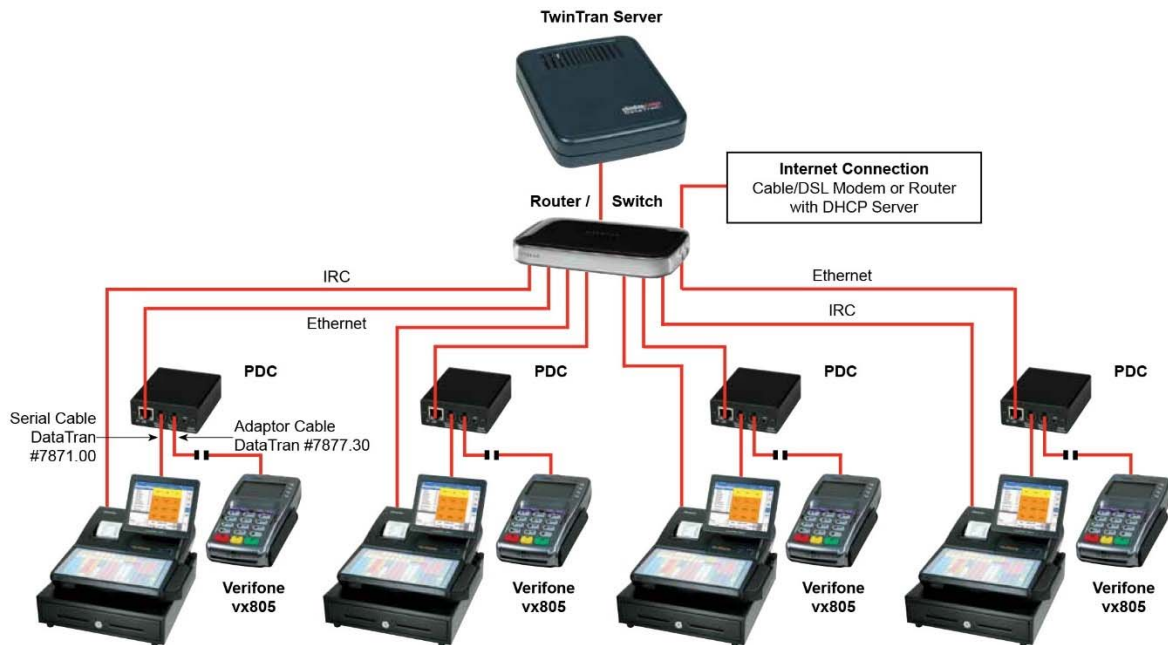 TwinTran Server
Internet Connection
Cable/DSL Modem or Router
with DHCP Server
Router / Switch
IRC
Ethernet
Ethernet
IRC
PDC
PDC
PDC
PDC
Serial Cable
DataTran
#7871.00
Adaptor Cable
DataTran #7877.30
Verifone
vx805
Verifone
vx805
Verifone
vx805
Verifone
vx805